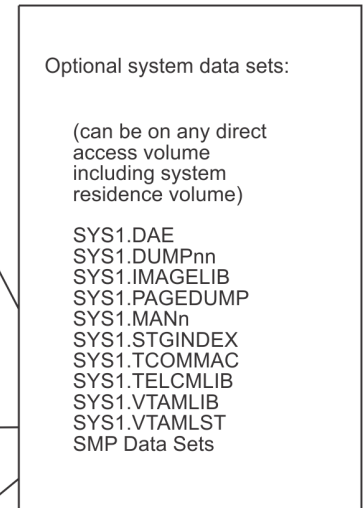 Optional system data sets:
(can be on any direct
access volume
including system
residence volume)
SYS1.DAE
SYS1.DUMPnn
SYS1.IMAGELIB
SYS1.PAGEDUMP
SYS1.MANn
SYS1.STGINDEX
SYS1.TCOMMAC
SYS1.TELCMLIB
SYS1.VTAMLIB
SYS1.VTAMLST
SMP Data Sets